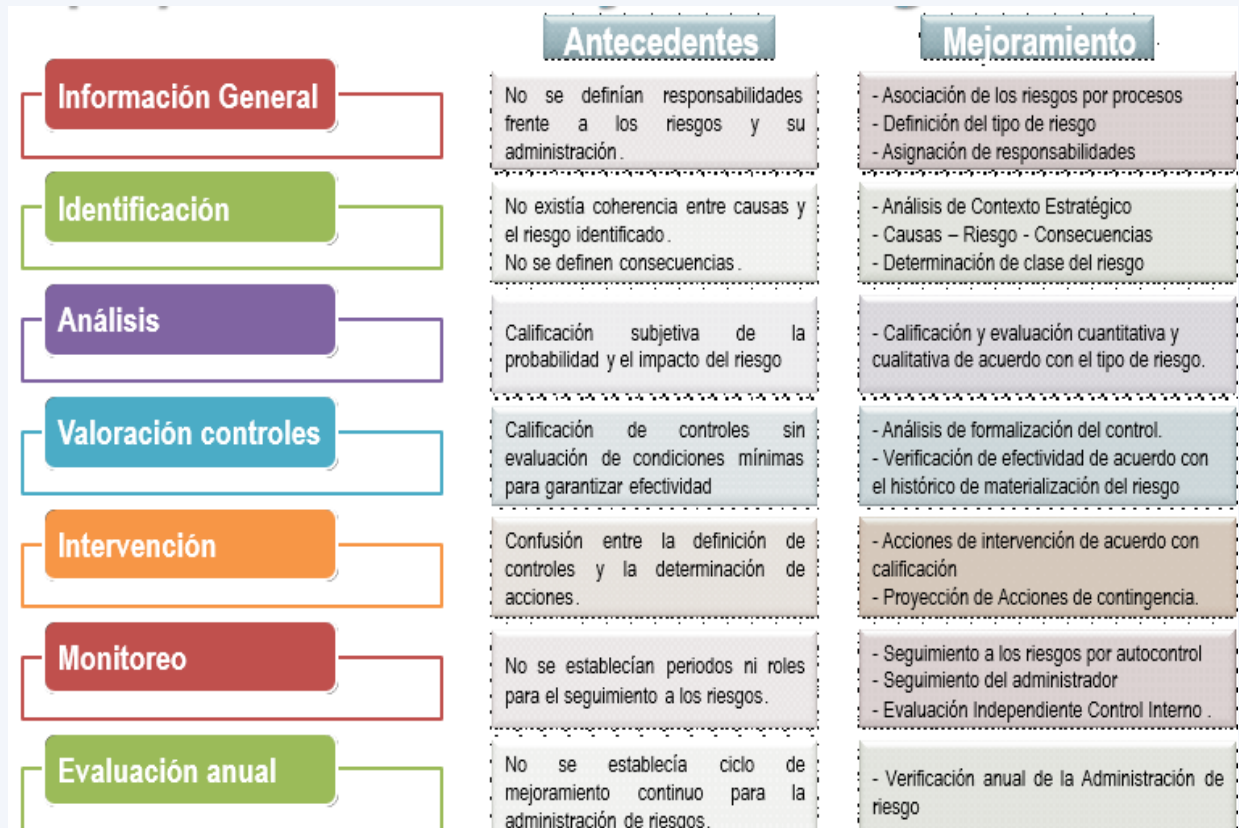 Antecedentes
Mejoramiento
Información General
No se definían responsabilidades
frente a los riesgos y su
administración.
- Asociación de los riesgos por procesos
- Definición del tipo de riesgo
- Asignación de responsabilidades
Identificación
No existía coherencia entre causas y
el riesgo identificado.
No se definen consecuencias.
- Análisis de Contexto Estratégico
- Causas – Riesgo - Consecuencias
- Determinación de clase del riesgo
Análisis
Calificación subjetiva de la
probabilidad y el impacto del riesgo
- Calificación y evaluación cuantitativa y
cualitativa de acuerdo con el tipo de riesgo.
Valoración controles
Calificación de controles sin
evaluación de condiciones mínimas
para garantizar efectividad
- Análisis de formalización del control.
- Verificación de efectividad de acuerdo con
el histórico de materialización del riesgo
Intervención
Confusión entre la definición de
controles y la determinación de
acciones.
- Acciones de intervención de acuerdo con
calificación
- Proyección de Acciones de contingencia.
Monitoreo
No se establecían periodos ni roles
para el seguimiento a los riesgos.
- Seguimiento a los riesgos por autocontrol
- Seguimiento del administrador
- Evaluación Independiente Control Interno .
Evaluación anual
No se establecía ciclo de
mejoramiento continuo para la
administración de riesgos.
- Verificación anual de la Administración de
riesgo